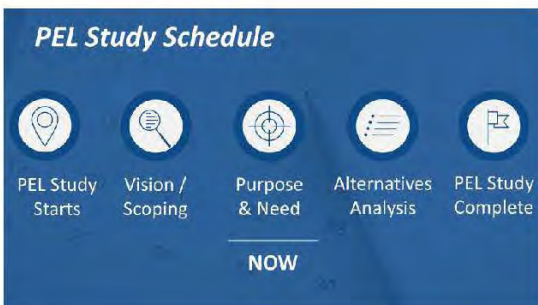 PEL Study Schedule
PEL Study
Starts
Vision /
Scoping
Purpose
& Need
Alternatives
Analysis
PEL Study
Complete
NOW